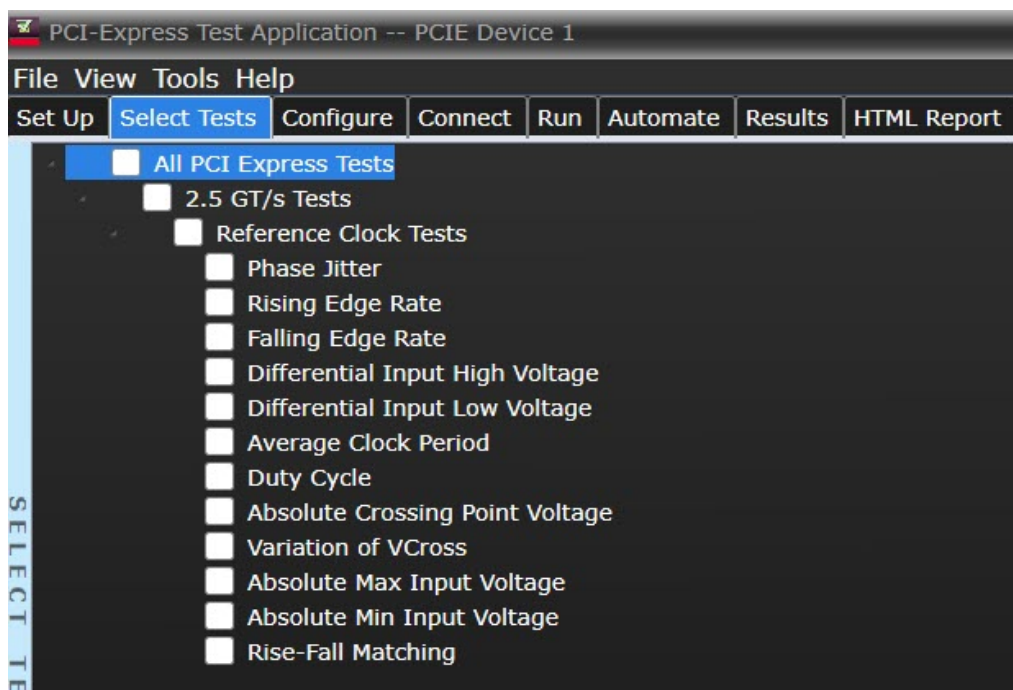 PCI-Express Test Application -- PCIE Device 1
File View Tools Help
Set Up Select Tests Configure Connect Run Automate Results HTML Report
All PCI Express Tests
2.5 GT/s Tests
Reference Clock Tests
Phase Jitter
Rising Edge Rate
Falling Edge Rate
Differential Input High Voltage
Differential Input Low Voltage
Average Clock Period
Duty Cycle
Absolute Crossing Point Voltage
Variation of VCross
Absolute Max Input Voltage
Absolute Min Input Voltage
Rise-Fall Matching
SELECT TE